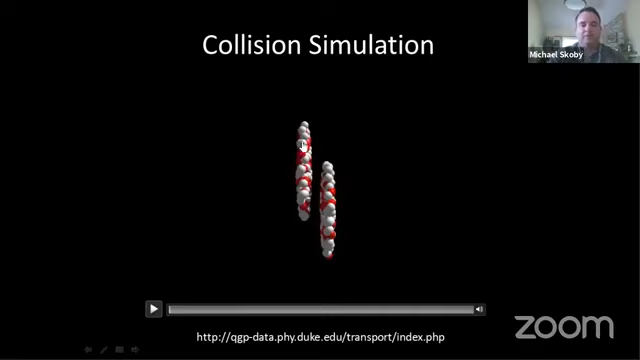 Collision Simulation
Michael Skoby
http://qgp-data.phy.duke.edu/transport/index.php
zoom